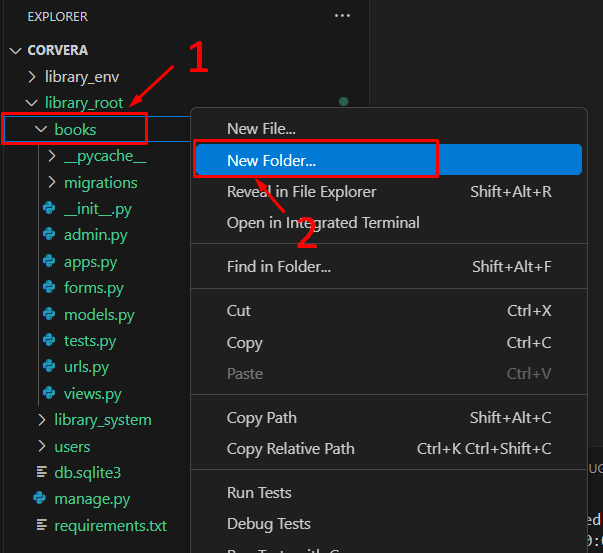 EXPLORER
CORVERA
1
library_env
library_root
books
New File...
__pycache__
New Folder...
migrations
Reveal in File Explorer Shift+Alt+R
__init__.py
2
Open in Integrated Terminal
admin.py
apps.py
Find in Folder... Shift+Alt+F
forms.py
Cut Ctrl+X
models.py
Copy Ctrl+C
tests.py
urls.py
Paste Ctrl+V
views.py
Copy Path Shift+Alt+C
library_system
users
Copy Relative Path Ctrl+K Ctrl+Shift+C
db.sqlite3
Run Tests
manage.py
requirements.txt
Debug Tests